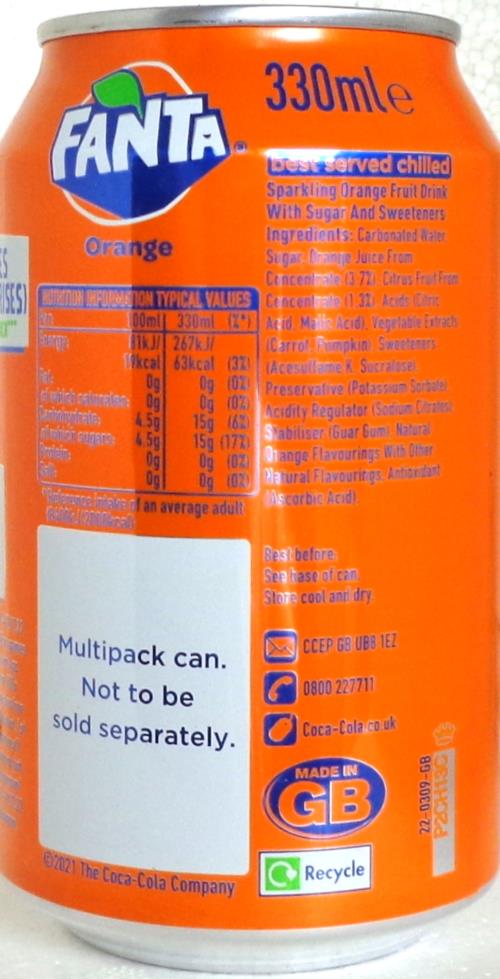 FANTA
Orange
330ml e
best served chilled
Sparkling Orange Fruit Drink
With Sugar And Sweeteners
Ingredients: Carbonated Water,
Sugar, Orange Juice From
Concentrate (3.7%), Citrus Fruit From
Concentrate (1.3%), Acids (Citric
Acid, Malic Acid), Vegetable Extracts
(Carrot, Pumpkin), Sweeteners
(Acesulfame K, Sucralose),
Preservative (Potassium Sorbate),
Acidity Regulator (Sodium Citrates),
Stabiliser (Guar Gum), Natural
Orange Flavourings With Other
Natural Flavourings, Antioxidant
(Ascorbic Acid).
NUTRITION INFORMATION TYPICAL VALUES
100ml 330ml (%*)
Energy: 81kJ/ 267kJ/
19kcal 63kcal (3%)
Fat: 0g 0g (0%)
of which saturates: 0g 0g (0%)
Carbohydrate: 4.5g 15g (6%)
of which sugars: 4.5g 15g (17%)
Protein: 0g 0g (0%)
Salt: 0g 0g (0%)
*Reference intake of an average adult
(8400kJ/2000kcal)
Multipack can.
Not to be
sold separately.
©2021 The Coca-Cola Company
Best before:
See base of can.
Store cool and dry.
CCEP GB UB8 1EZ
0800 227711
Coca-Cola.co.uk
MADE IN
GB
Recycle
22-0309-GB
P2CH13C